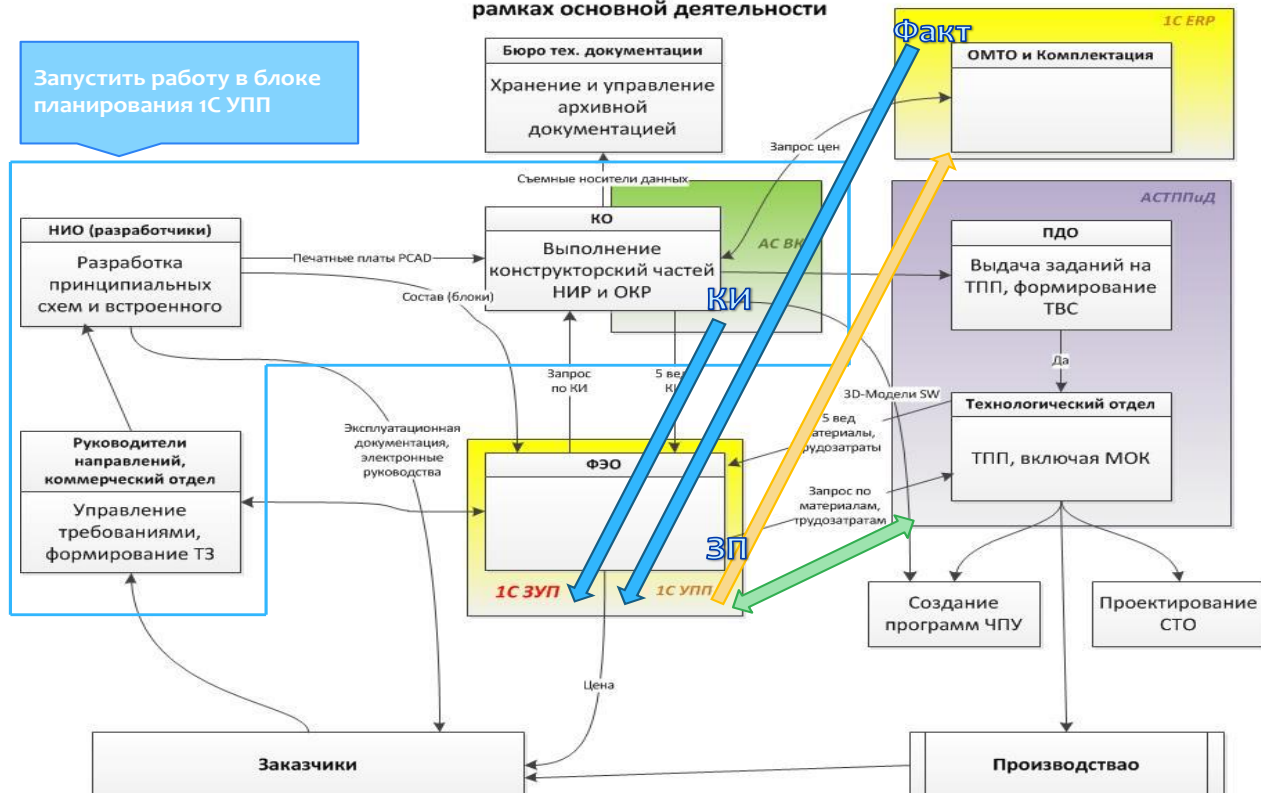 рамках основной деятельности
1С ERP
Факт
Запустить работу в блоке
планирования 1С УПП
Бюро тех. документации
Хранение и управление
архивной
документацией
ОМТО и Комплектация
Запрос цен
Съемные носители данных
АСТППиД
НИО (разработчики)
Разработка
принципиальных
схем и встроенного
Печатные платы PCAD
Состав (блоки)
КО
Выполнение
конструкторский частей
НИР и ОКР
АС ВК
КИ
ПДО
Выдача заданий на
ТПП, формирование
ТВС
Да
Запрос
по КИ
5 вед
3D-Модели SW
Технологический отдел
ТПП, включая МОК
5 вед
материалы,
трудозатраты
Эксплуатационная
документация,
электронные
руководства
Руководители
направлений,
коммерческий отдел
Управление
требованиями,
формирование ТЗ
ФЭО
Запрос по
материалам,
трудозатратам
ЗП
1С ЗУП
1С УПП
Создание
программ ЧПУ
Проектирование
СТО
Цена
Заказчики
Производствао